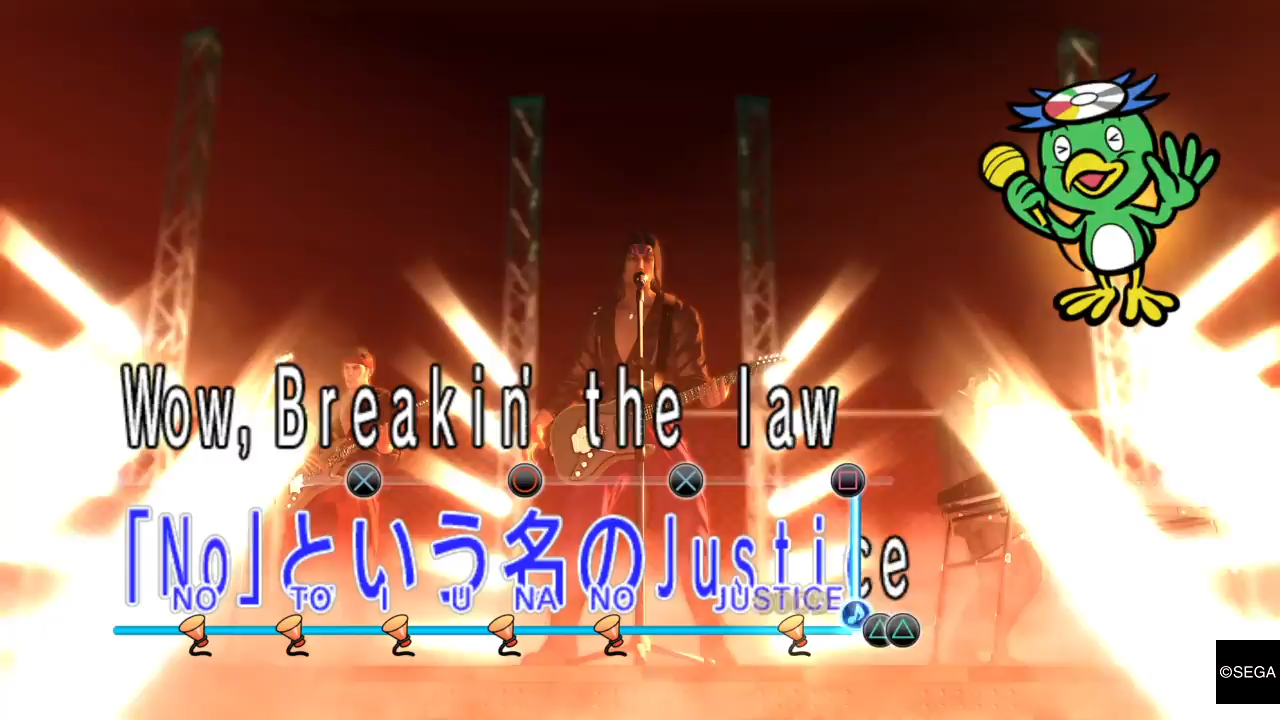 Wow, Breakin' the law
「No」という名のJustice
NO TO I U NA NO JUSTICE
©SEGA